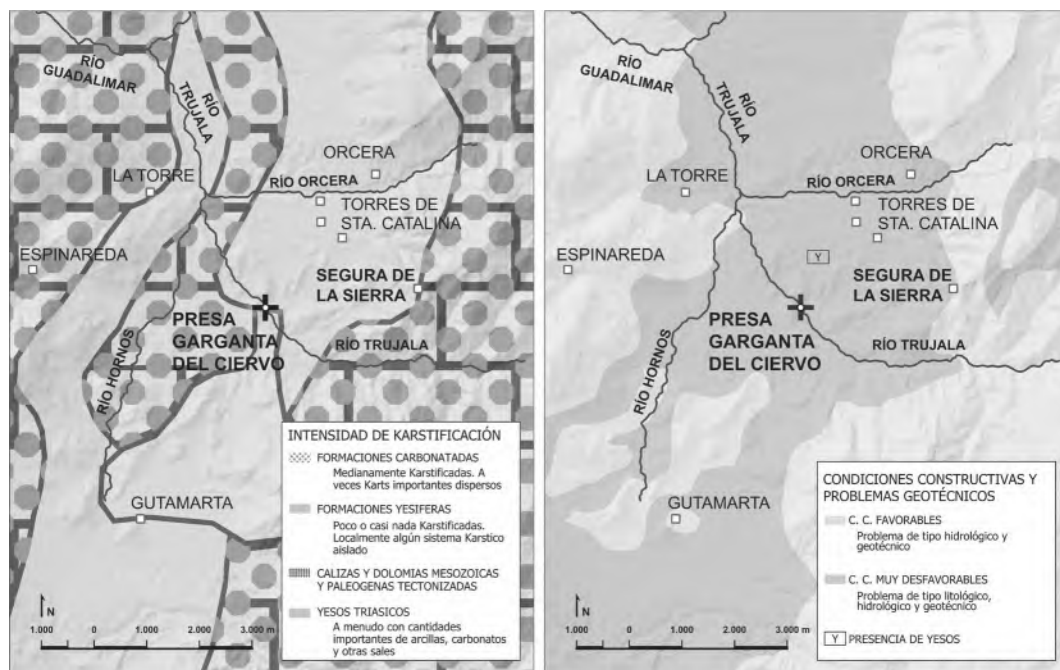 RÍO
GUADALIMAR
RÍO
TRUJALA
ORCERA
LA TORRE
RÍO ORCERA
TORRES DE
STA. CATALINA
ESPINAREDA
SEGURA DE
LA SIERRA
PRESA
GARGANTA
DEL CIERVO
RÍO TRUJALA
RÍO HORNOS
GUTAMARTA
INTENSIDAD DE KARSTIFICACIÓN
FORMACIONES CARBONATADAS
Medianamente Karstificadas. A
veces Karts importantes dispersos
FORMACIONES YESIFERAS
Poco o casi nada Karstificadas.
Localmente algún sistema Karstico
aislado
CALIZAS Y DOLOMIAS MESOZOICAS
Y PALEOGENAS TECTONIZADAS
YESOS TRIASICOS
A menudo con cantidades
importantes de arcillas, carbonatos
y otras sales
N
1.000 0 1.000 2.000 3.000 m
RÍO
GUADALIMAR
RÍO
TRUJALA
ORCERA
LA TORRE
RÍO ORCERA
TORRES DE
STA. CATALINA
ESPINAREDA
Y
SEGURA DE
LA SIERRA
PRESA
GARGANTA
DEL CIERVO
RÍO TRUJALA
RÍO HORNOS
GUTAMARTA
CONDICIONES CONSTRUCTIVAS Y
PROBLEMAS GEOTÉCNICOS
C. C. FAVORABLES
Problema de tipo hidrológico y
geotécnico
C. C. MUY DESFAVORABLES
Problema de tipo litológico,
hidrológico y geotécnico
Y PRESENCIA DE YESOS
N
1.000 0 1.000 2.000 3.000 m